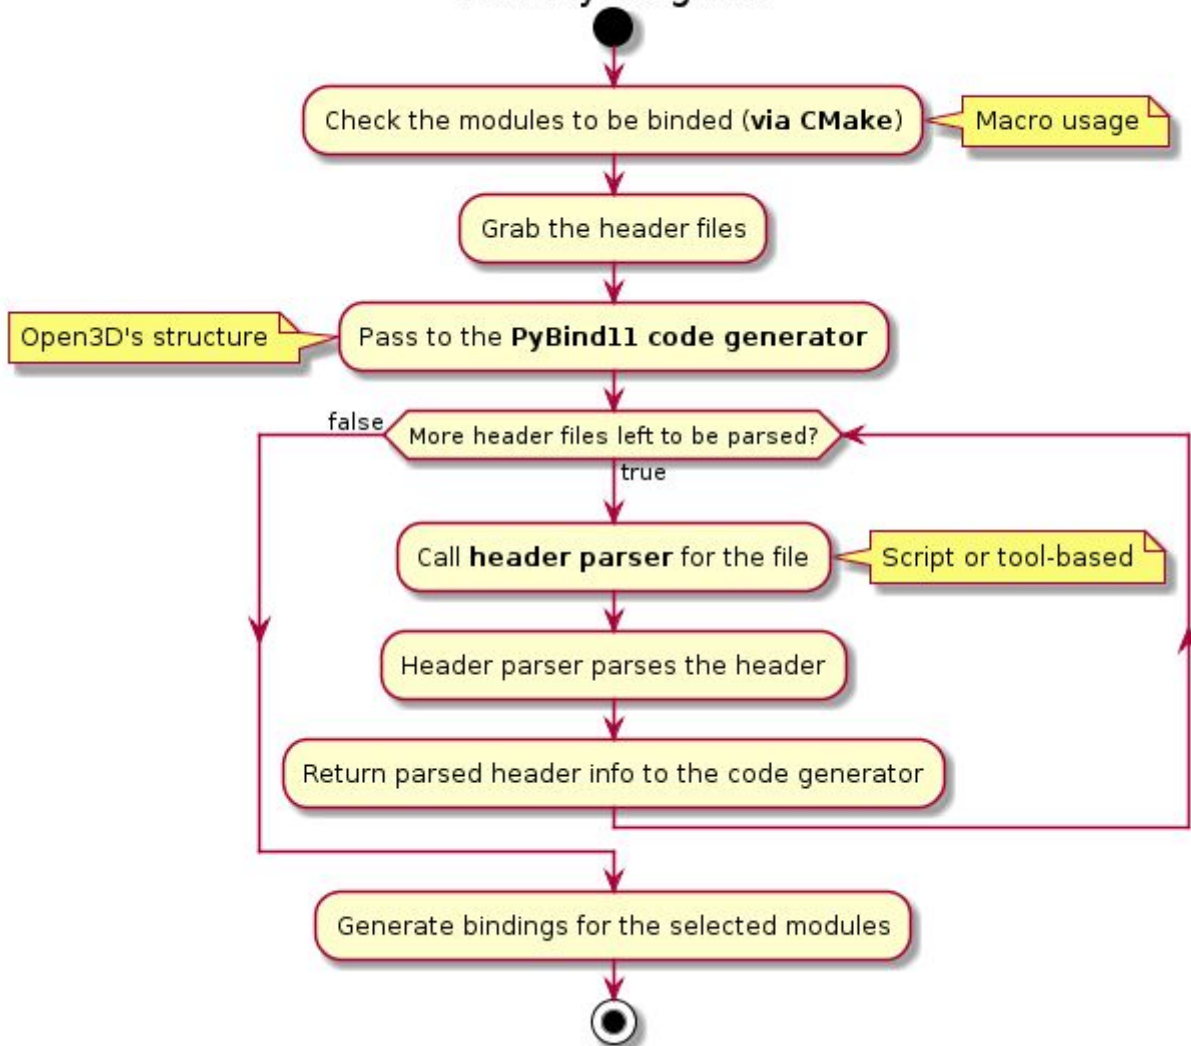 Check the modules to be binded (via CMake)
Macro usage
Grab the header files
Open3D's structure
Pass to the PyBind11 code generator
false
More header files left to be parsed?
true
Call header parser for the file
Script or tool-based
Header parser parses the header
Return parsed header info to the code generator
Generate bindings for the selected modules